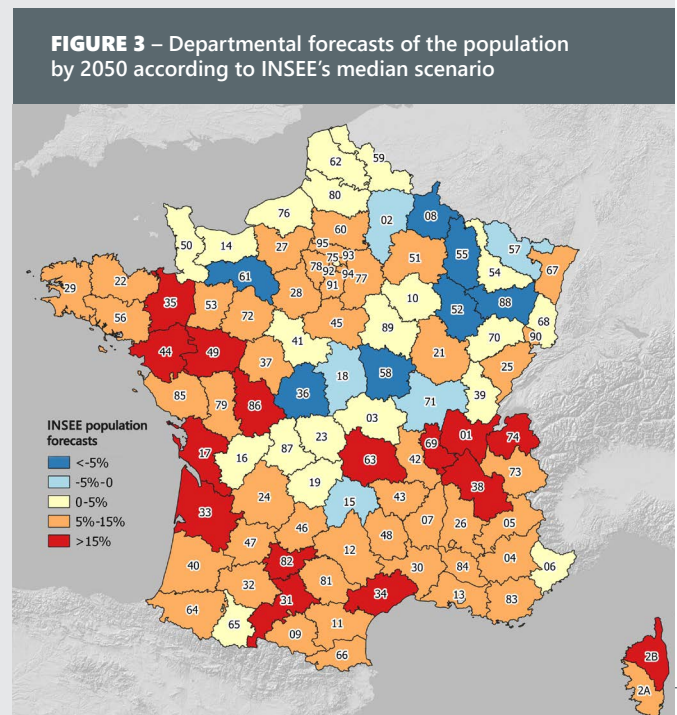 FIGURE 3 – Departmental forecasts of the population
by 2050 according to INSEE’s median scenario
62 59
80
76 02 08
60
50 14 27 95 51 55 57
75 93 54 67
78 92
61 94 77
91
29 22 35 53 28 10 52 88 68
56 72 45 89 70 90
41 21 25
44 49 37 18 58
85 79 86 36 71 39
03
INSEE population
forecasts
<-5%
-5%-0
0-5%
5%-15%
>15%
17 16 87 23 63 42 69 01 74
19 73
33 24 15 43 38
46 07 26 05
47 48
40 82 12 04 06
32 81 30 84
31 34 13 83
64 65 09 11
66
2B
2A